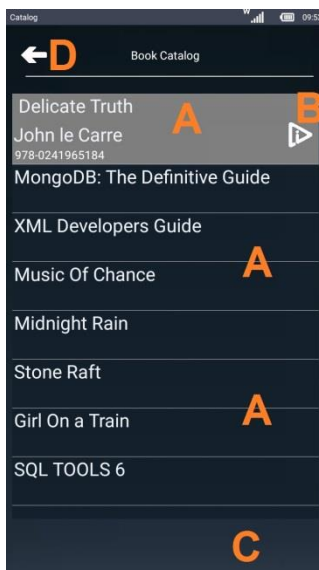 Catalog W 09:52
D Book Catalog
Delicate Truth A B
John le Carre
978-0241965184
MongoDB: The Definitive Guide
XML Developers Guide
A
Music Of Chance
Midnight Rain
Stone Raft
A
Girl On a Train
SQL TOOLS 6
C